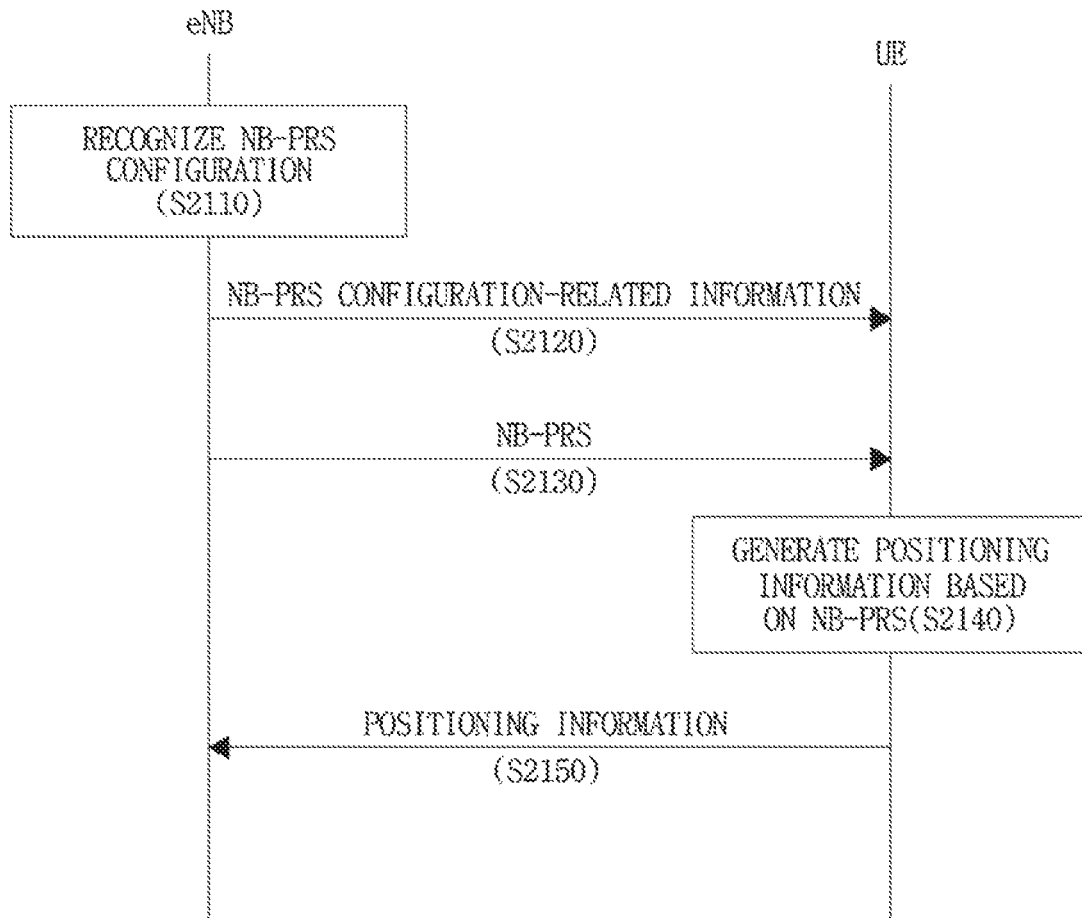 eNB
UE
RECOGNIZE NB-PRS
CONFIGURATION
(S2110)
NB-PRS CONFIGURATION-RELATED INFORMATION
(S2120)
NB-PRS
(S2130)
GENERATE POSITIONING
INFORMATION BASED
ON NB-PRS(S2140)
POSITIONING INFORMATION
(S2150)